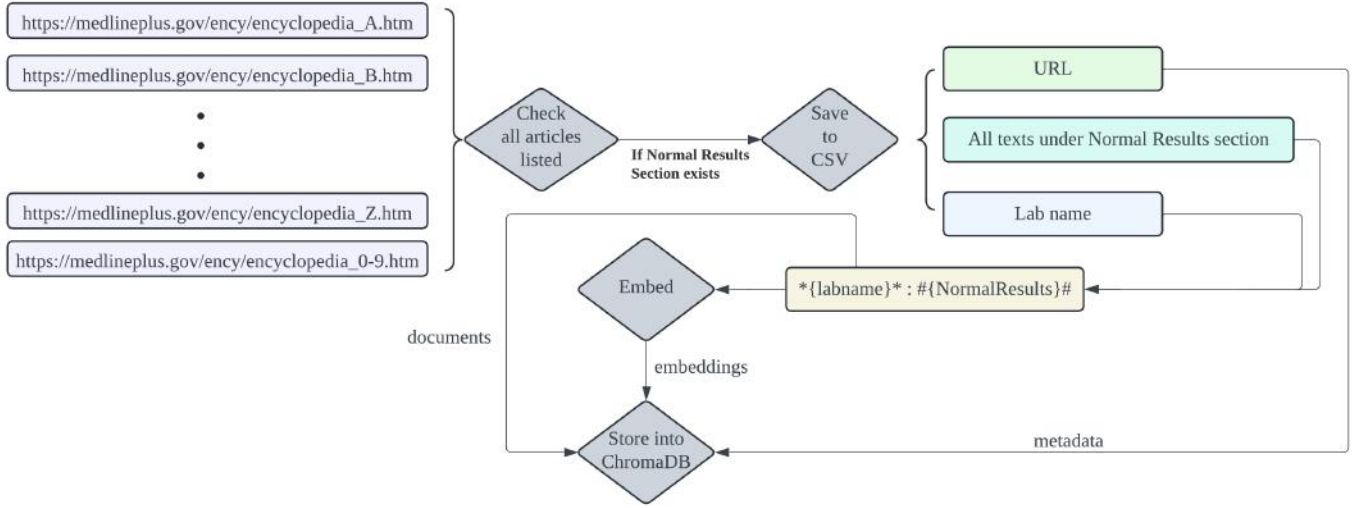 https://medlineplus.gov/ency/encyclopedia_A.htm
https://medlineplus.gov/ency/encyclopedia_B.htm
https://medlineplus.gov/ency/encyclopedia_Z.htm
https://medlineplus.gov/ency/encyclopedia_0-9.htm
Check
all articles
listed
If Normal Results
Section exists
Save
to
CSV
URL
All texts under Normal Results section
Lab name
*{labname}* : #{NormalResults}#
Embed
documents
embeddings
Store into
ChromaDB
metadata